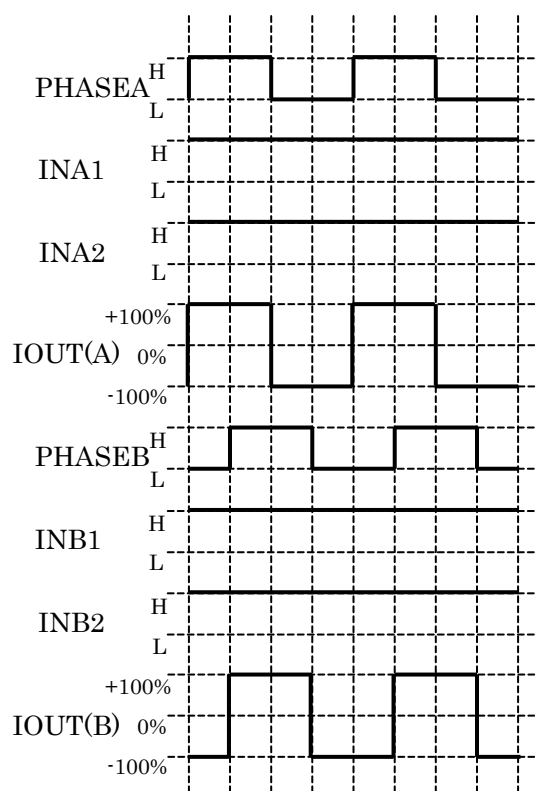 H
PHASEA
L
H
INA1
L
H
INA2
L
+100%
IOUT(A) 0%
-100%
H
PHASEB
L
H
INB1
L
H
INB2
L
+100%
IOUT(B) 0%
-100%